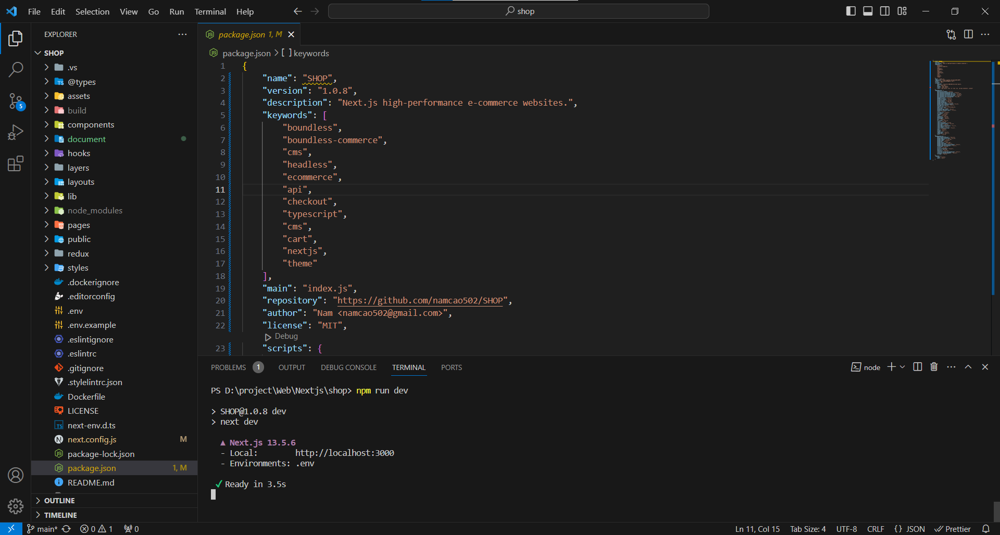 File Edit Selection View Go Run Terminal Help
shop
EXPLORER
SHOP
.vs
@types
assets
build
components
document
hooks
layers
layouts
lib
node_modules
pages
public
redux
styles
.dockerignore
.editorconfig
.env
.env.example
.eslintignore
.eslintrc
.gitignore
.stylelintrc.json
Dockerfile
LICENSE
next-env.d.ts
next.config.js M
package-lock.json
package.json 1, M
README.md
OUTLINE
TIMELINE
5
package.json 1, M
package.json > [ ] keywords
1 {
2 "name": "SHOP",
3 "version": "1.0.8",
4 "description": "Next.js high-performance e-commerce websites.",
5 "keywords": [
6 "boundless",
7 "boundless-commerce",
8 "cms",
9 "headless",
10 "ecommerce",
11 "api",
12 "checkout",
13 "typescript",
14 "cms",
15 "cart",
16 "nextjs",
17 "theme"
18 ],
19 "main": "index.js",
20 "repository": "https://github.com/namcao502/SHOP",
21 "author": "Nam <namcao502@gmail.com>",
22 "license": "MIT",
Debug
23 "scripts": {
PROBLEMS 1 OUTPUT DEBUG CONSOLE TERMINAL PORTS
node
PS D:\project\Web\Nextjs\shop> npm run dev
> SHOP@1.0.8 dev
> next dev
▲ Next.js 13.5.6
- Local: http://localhost:3000
- Environments: .env
✓ Ready in 3.5s
main* 0 1 0
Ln 11, Col 15 Tab Size: 4 UTF-8 CRLF {} JSON Prettier